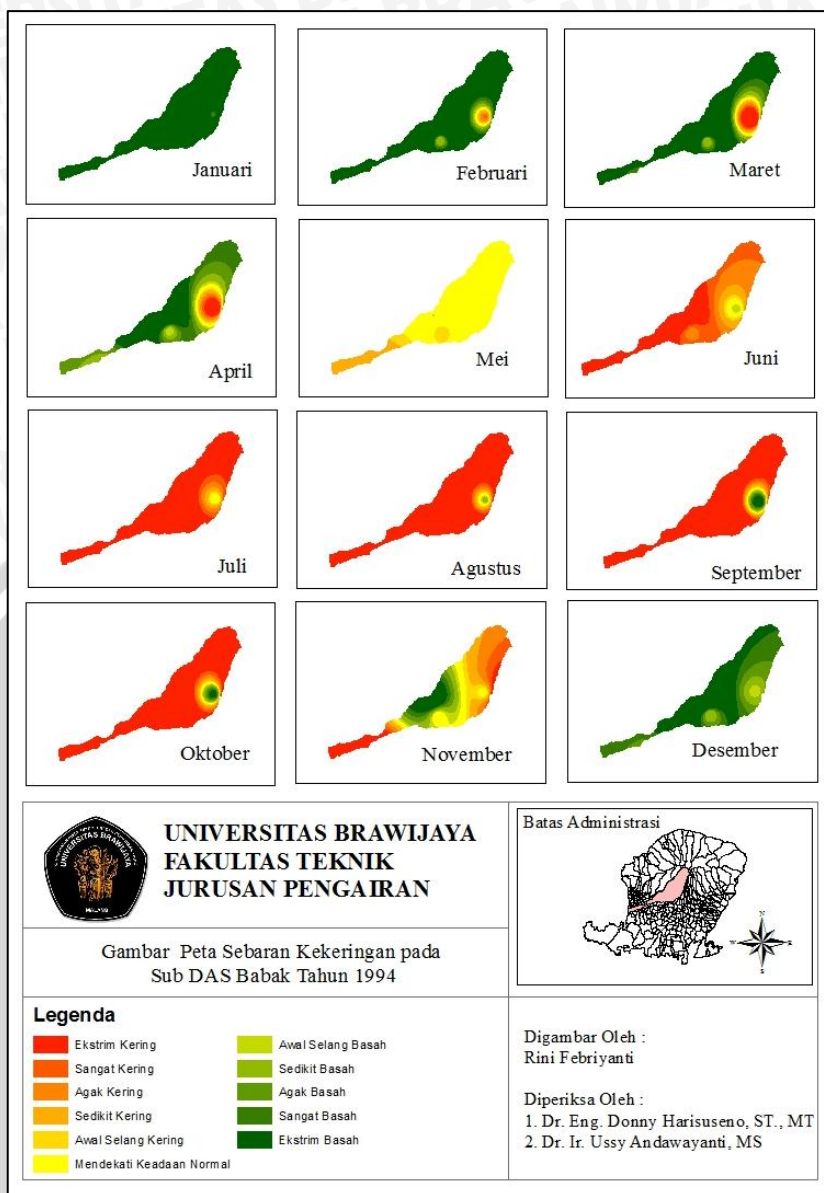 Januari
Februari
Maret
April
Mei
Juni
Juli
Agustus
September
Oktober
November
Desember
UNIVERSITAS BRAWIJAYA
FAKULTAS TEKNIK
JURUSAN PENGAIRAN
UNIVERSITAS BRAWIJAYA
MALANG
Gambar Peta Sebaran Kekeringan pada
Sub DAS Babak Tahun 1994
Batas Administrasi
N
W E
S
Legenda
Ekstrim Kering
Sangat Kering
Agak Kering
Sedikit Kering
Awal Selang Kering
Mendekati Keadaan Normal
Awal Selang Basah
Sedikit Basah
Agak Basah
Sangat Basah
Ekstrim Basah
Digambar Oleh :
Rini Febriyanti
Diperiksa Oleh :
1. Dr. Eng. Donny Harisuseno, ST., MT
2. Dr. Ir. Ussy Andawayanti, MS